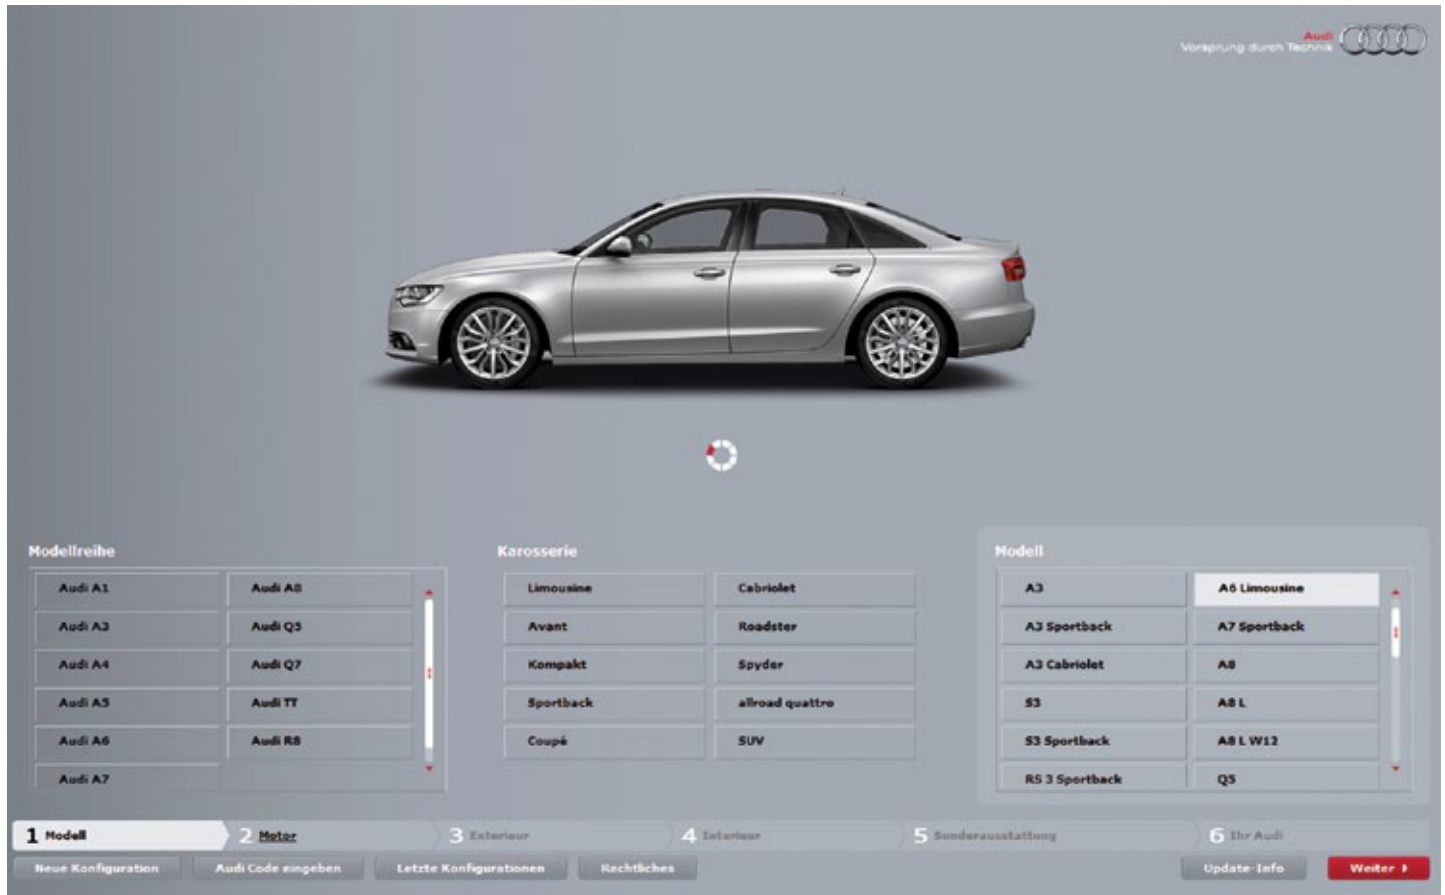 Audi
Vorsprung durch Technik
Modellreihe
Audi A1
Audi A8
Audi A3
Audi Q5
Audi A4
Audi Q7
Audi A5
Audi TT
Audi A6
Audi R8
Audi A7
Karosserie
Limousine
Cabriolet
Avant
Roadster
Kompakt
Spyder
Sportback
allroad quattro
Coupé
SUV
Modell
A3
A6 Limousine
A3 Sportback
A7 Sportback
A3 Cabriolet
A8
S3
A8 L
S3 Sportback
A8 L W12
RS 3 Sportback
Q5
1 Modell
2 Motor
3 Exterieur
4 Interieur
5 Sonderausstattung
6 Ihr Audi
Neue Konfiguration
Audi Code eingeben
Letzte Konfigurationen
Rechtliches
Update-Info
Weiter